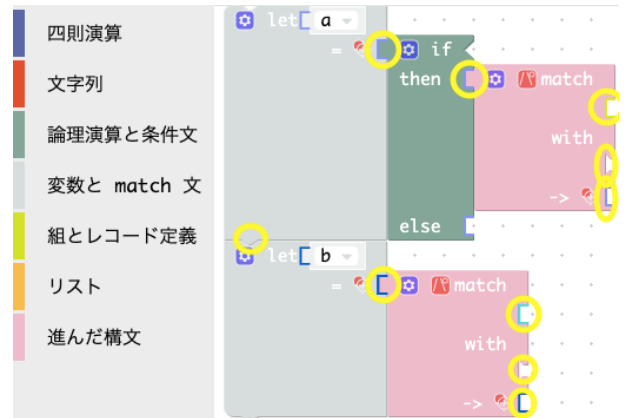 四則演算
文字列
論理演算と条件文
変数と match 文
組とレコード定義
リスト
進んだ構文
let a
= if
then match
with
->
else
let b
= match
with
->